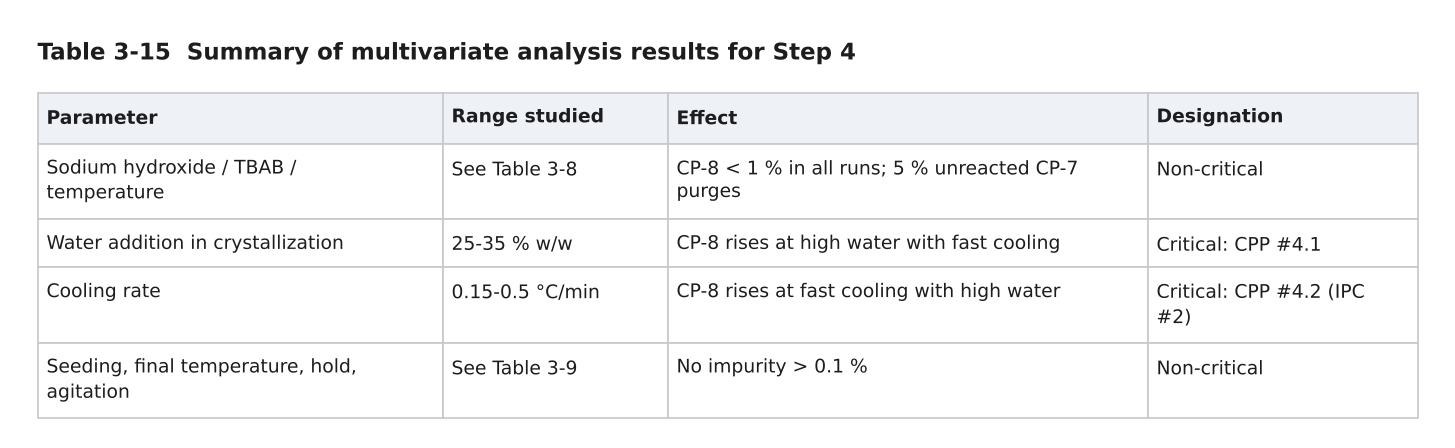 Table 3-15  Summary of multivariate analysis results for Step 4
Parameter
Range studied
Effect
Designation
Sodium hydroxide / TBAB /
temperature
See Table 3-8
CP-8 < 1 % in all runs; 5 % unreacted CP-7
purges
Non-critical
Water addition in crystallization
25-35 % w/w
CP-8 rises at high water with fast cooling
Critical: CPP #4.1
Cooling rate
0.15-0.5 °C/min
CP-8 rises at fast cooling with high water
Critical: CPP #4.2 (IPC
#2)
Seeding, final temperature, hold,
agitation
See Table 3-9
No impurity > 0.1 %
Non-critical